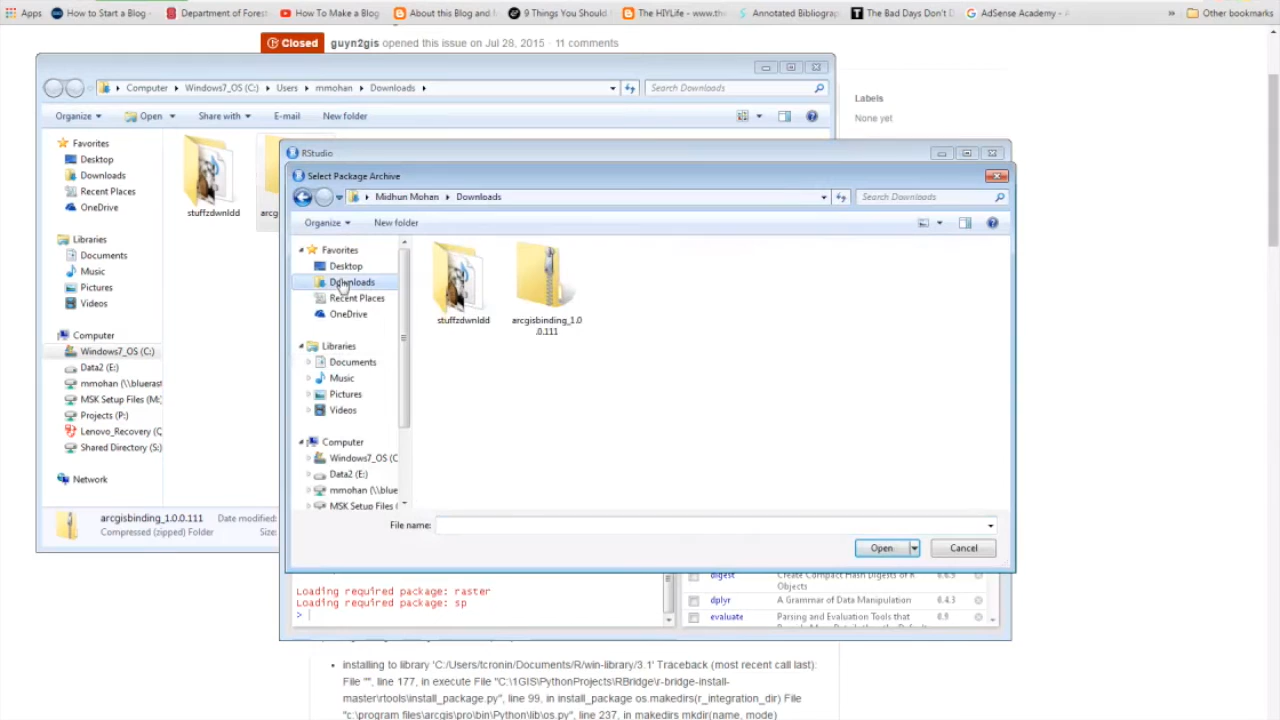 Apps How to Start a Blog - Department of Forest How To Make a Blog About this Blog and 9 Things You Should The HIYLife - www.the Annotated Bibliograp The Bad Days Don't D AdSense Academy - » Other bookmarks
Closed guyn2gis opened this issue on Jul 28, 2015 · 11 comments
Labels
None yet
Computer Windows7_OS (C:) Users mmohan Downloads Search Downloads
Organize Open Share with E-mail New folder
Favorites
Desktop
Downloads
Recent Places
OneDrive
Libraries
Documents
Music
Pictures
Videos
Computer
Windows7_OS (C:)
Data2 (E:)
mmohan (\\blueras
MSK Setup Files (M:
Projects (P:)
Lenovo_Recovery (Q
Shared Directory (S:)
Network
stuffzdwnldd
arcg
arcgisbinding_1.0.0.111 Date modified:
Compressed (zipped) Folder Size:
RStudio
Select Package Archive
Midhun Mohan Downloads Search Downloads
Organize New folder
Favorites
Desktop
Downloads
Recent Places
OneDrive
Libraries
Documents
Music
Pictures
Videos
Computer
Windows7_OS (C
Data2 (E:)
mmohan (\\blue
MSK Setup Files (
stuffzdwnldd
arcgisbinding_1.0
.0.111
File name:
Open Cancel
Loading required package: raster
Loading required package: sp
>
digest Create Compact Hash Digests of R
Objects
dplyr A Grammar of Data Manipulation 0.4.3
evaluate Parsing and Evaluation Tools that 0.9
installing to library 'C:/Users/tcronin/Documents/R/win-library/3.1' Traceback (most recent call last):
File "", line 177, in execute File "C:\1GIS\PythonProjects\RBridge\r-bridge-install-
master\rtools\install_package.py", line 99, in install_package os.makedirs(r_integration_dir) File
"c:\program files\arcgis\pro\bin\Python\lib\os.py", line 237, in makedirs mkdir(name, mode)